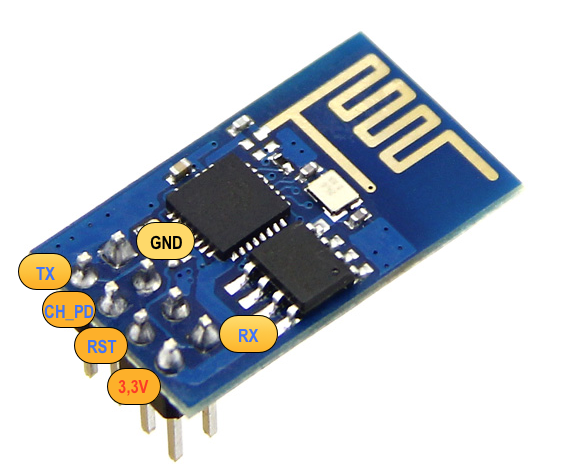 GND
TX
CH_PD
RST
RX
3,3V